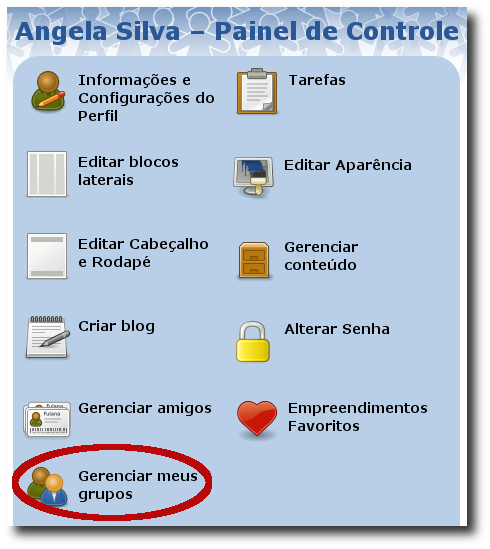 Angela Silva – Painel de Controle
Informações e
Configurações do
Perfil
Tarefas
Editar blocos
laterais
Editar Aparência
Editar Cabeçalho
e Rodapé
Gerenciar
conteúdo
Criar blog
Alterar Senha
Fulana
Fulano
Gerenciar amigos
Empreendimentos
Favoritos
Gerenciar meus
grupos